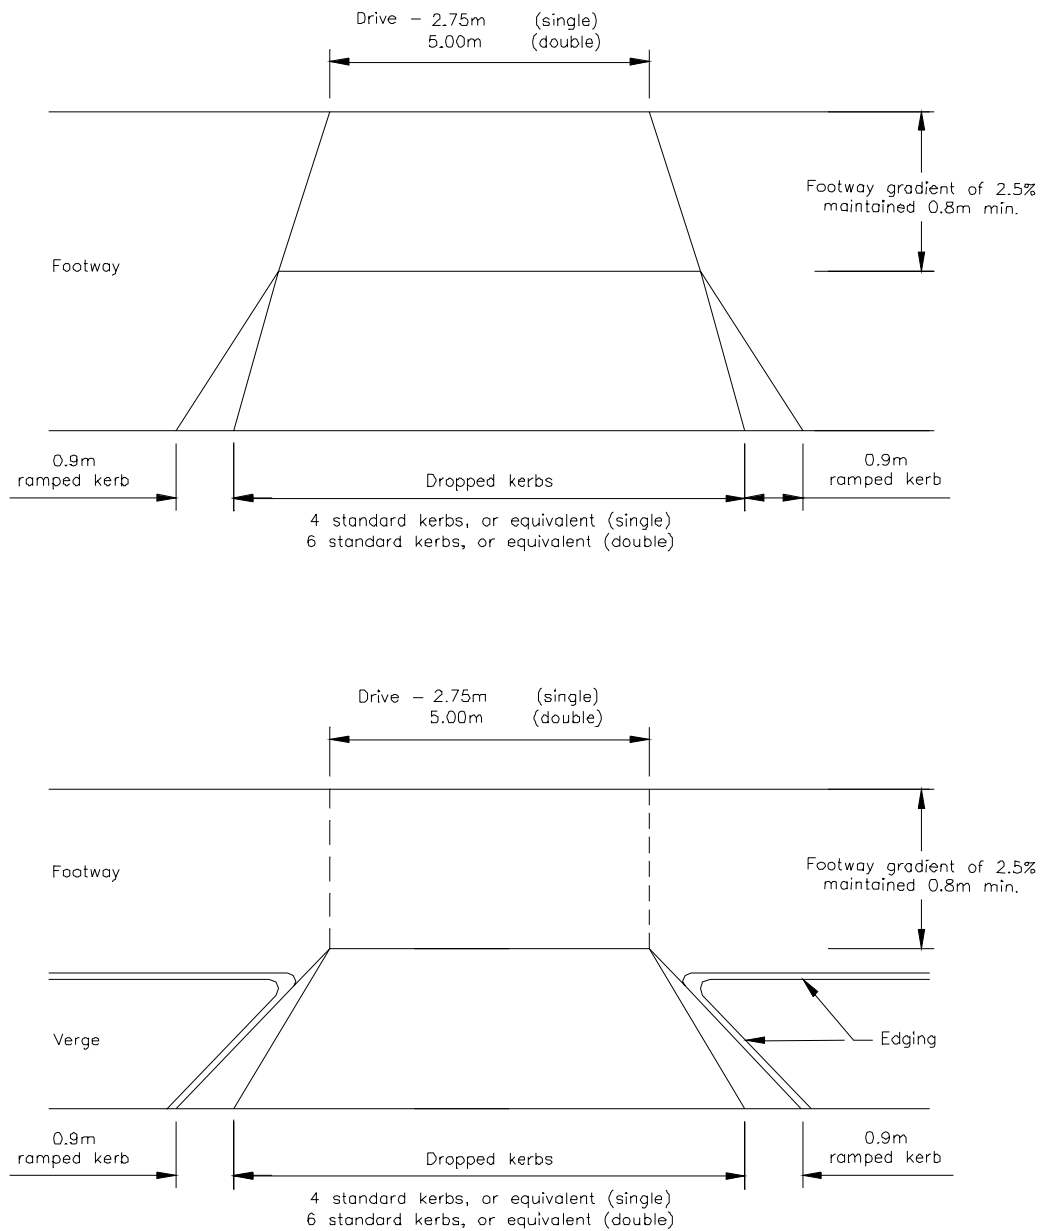 Drive - 2.75m (single)
5.00m (double)
Footway gradient of 2.5%
maintained 0.8m min.
Footway
0.9m
ramped kerb
Dropped kerbs
0.9m
ramped kerb
4 standard kerbs, or equivalent (single)
6 standard kerbs, or equivalent (double)
Drive - 2.75m (single)
5.00m (double)
Footway gradient of 2.5%
maintained 0.8m min.
Footway
Verge
Edging
0.9m
ramped kerb
Dropped kerbs
0.9m
ramped kerb
4 standard kerbs, or equivalent (single)
6 standard kerbs, or equivalent (double)